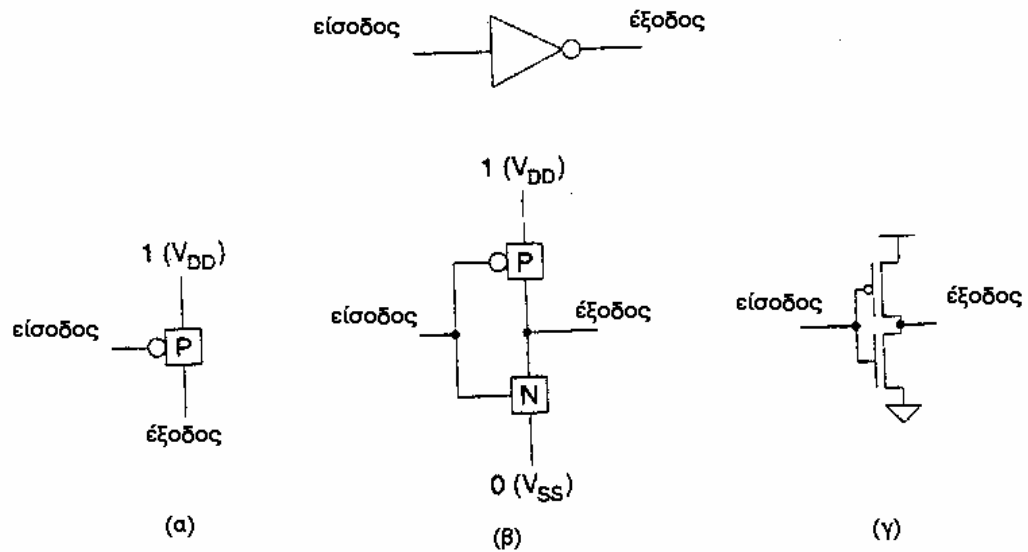 είσοδος
έξοδος
1 (V_DD)
P
είσοδος
έξοδος
N
0 (V_SS)
1 (V_DD)
είσοδος
P
έξοδος
είσοδος
έξοδος
(α)
(β)
(γ)